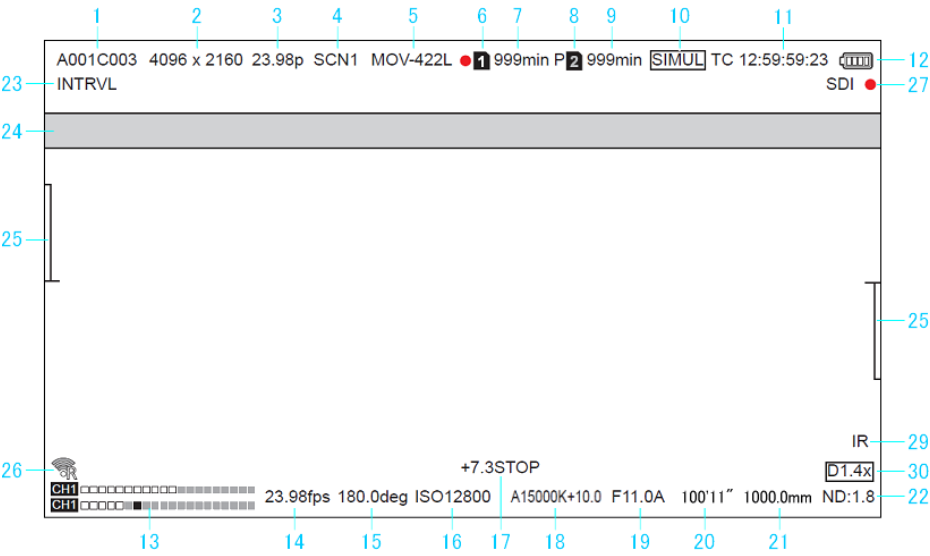 1 2 3 4 5 6 7 8 9 10 11
A001C003 4096 x 2160 23.98p SCN1 MOV-422L 1 999min P 2 999min SIMUL TC 12:59:59:23 12
23 INTRVL SDI 27
24
25
25
IR 29
26 R +7.3STOP D1.4x 30
CH1 23.98fps 180.0deg ISO12800 A15000K+10.0 F11.0A 100'11" 1000.0mm ND:1.8 22
CH1
13 14 15 16 17 18 19 20 21